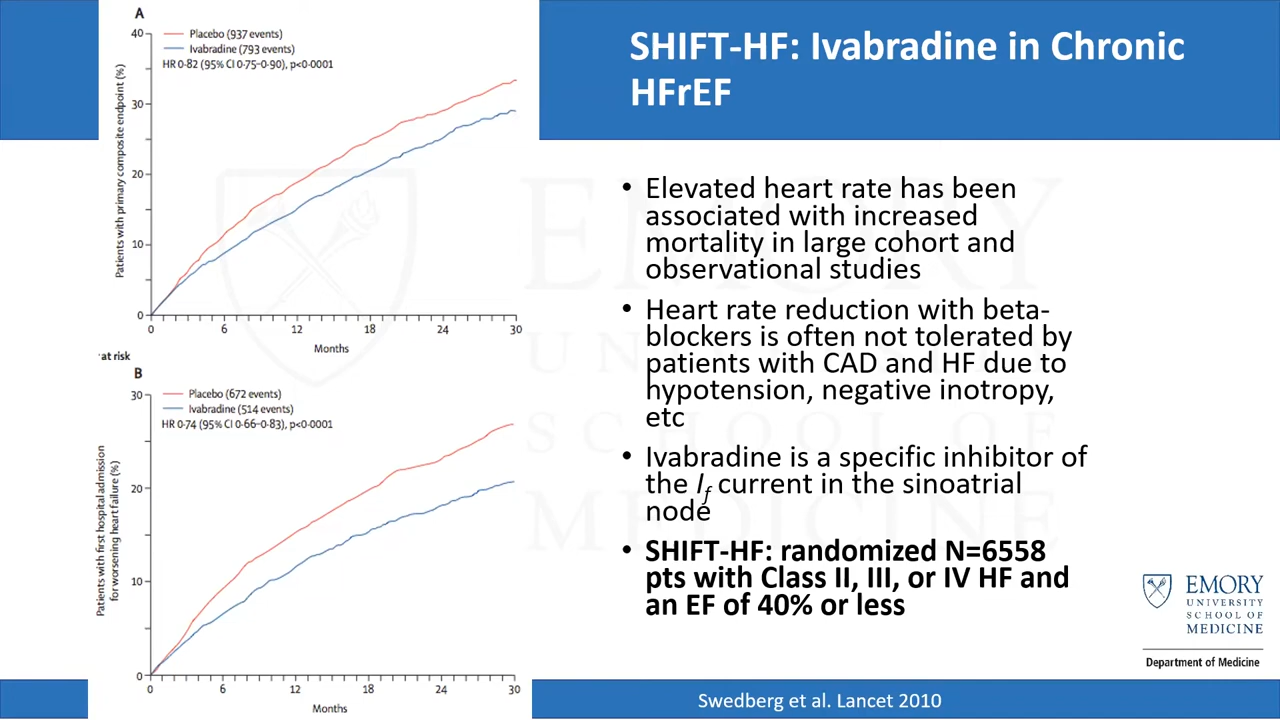 SHIFT-HF: Ivabradine in Chronic
HFrEF
A
Placebo (937 events)
Ivabradine (793 events)
HR 0·82 (95% CI 0·75–0·90), p<0·0001
Patients with primary composite endpoint (%)
40
30
20
10
0
0 6 12 18 24 30
Months
at risk
B
Placebo (672 events)
Ivabradine (514 events)
HR 0·74 (95% CI 0·66–0·83), p<0·0001
Patients with first hospital admission
for worsening heart failure (%)
30
20
10
0
0 6 12 18 24 30
Months
• Elevated heart rate has been
associated with increased
mortality in large cohort and
observational studies
• Heart rate reduction with beta-
blockers is often not tolerated by
patients with CAD and HF due to
hypotension, negative inotropy,
etc
• Ivabradine is a specific inhibitor of
the If current in the sinoatrial
node
• SHIFT-HF: randomized N=6558
pts with Class II, III, or IV HF and
an EF of 40% or less
EMORY
UNIVERSITY
SCHOOL OF
MEDICINE
EMORY
UNIVERSITY
SCHOOL OF
MEDICINE
Department of Medicine
Swedberg et al. Lancet 2010